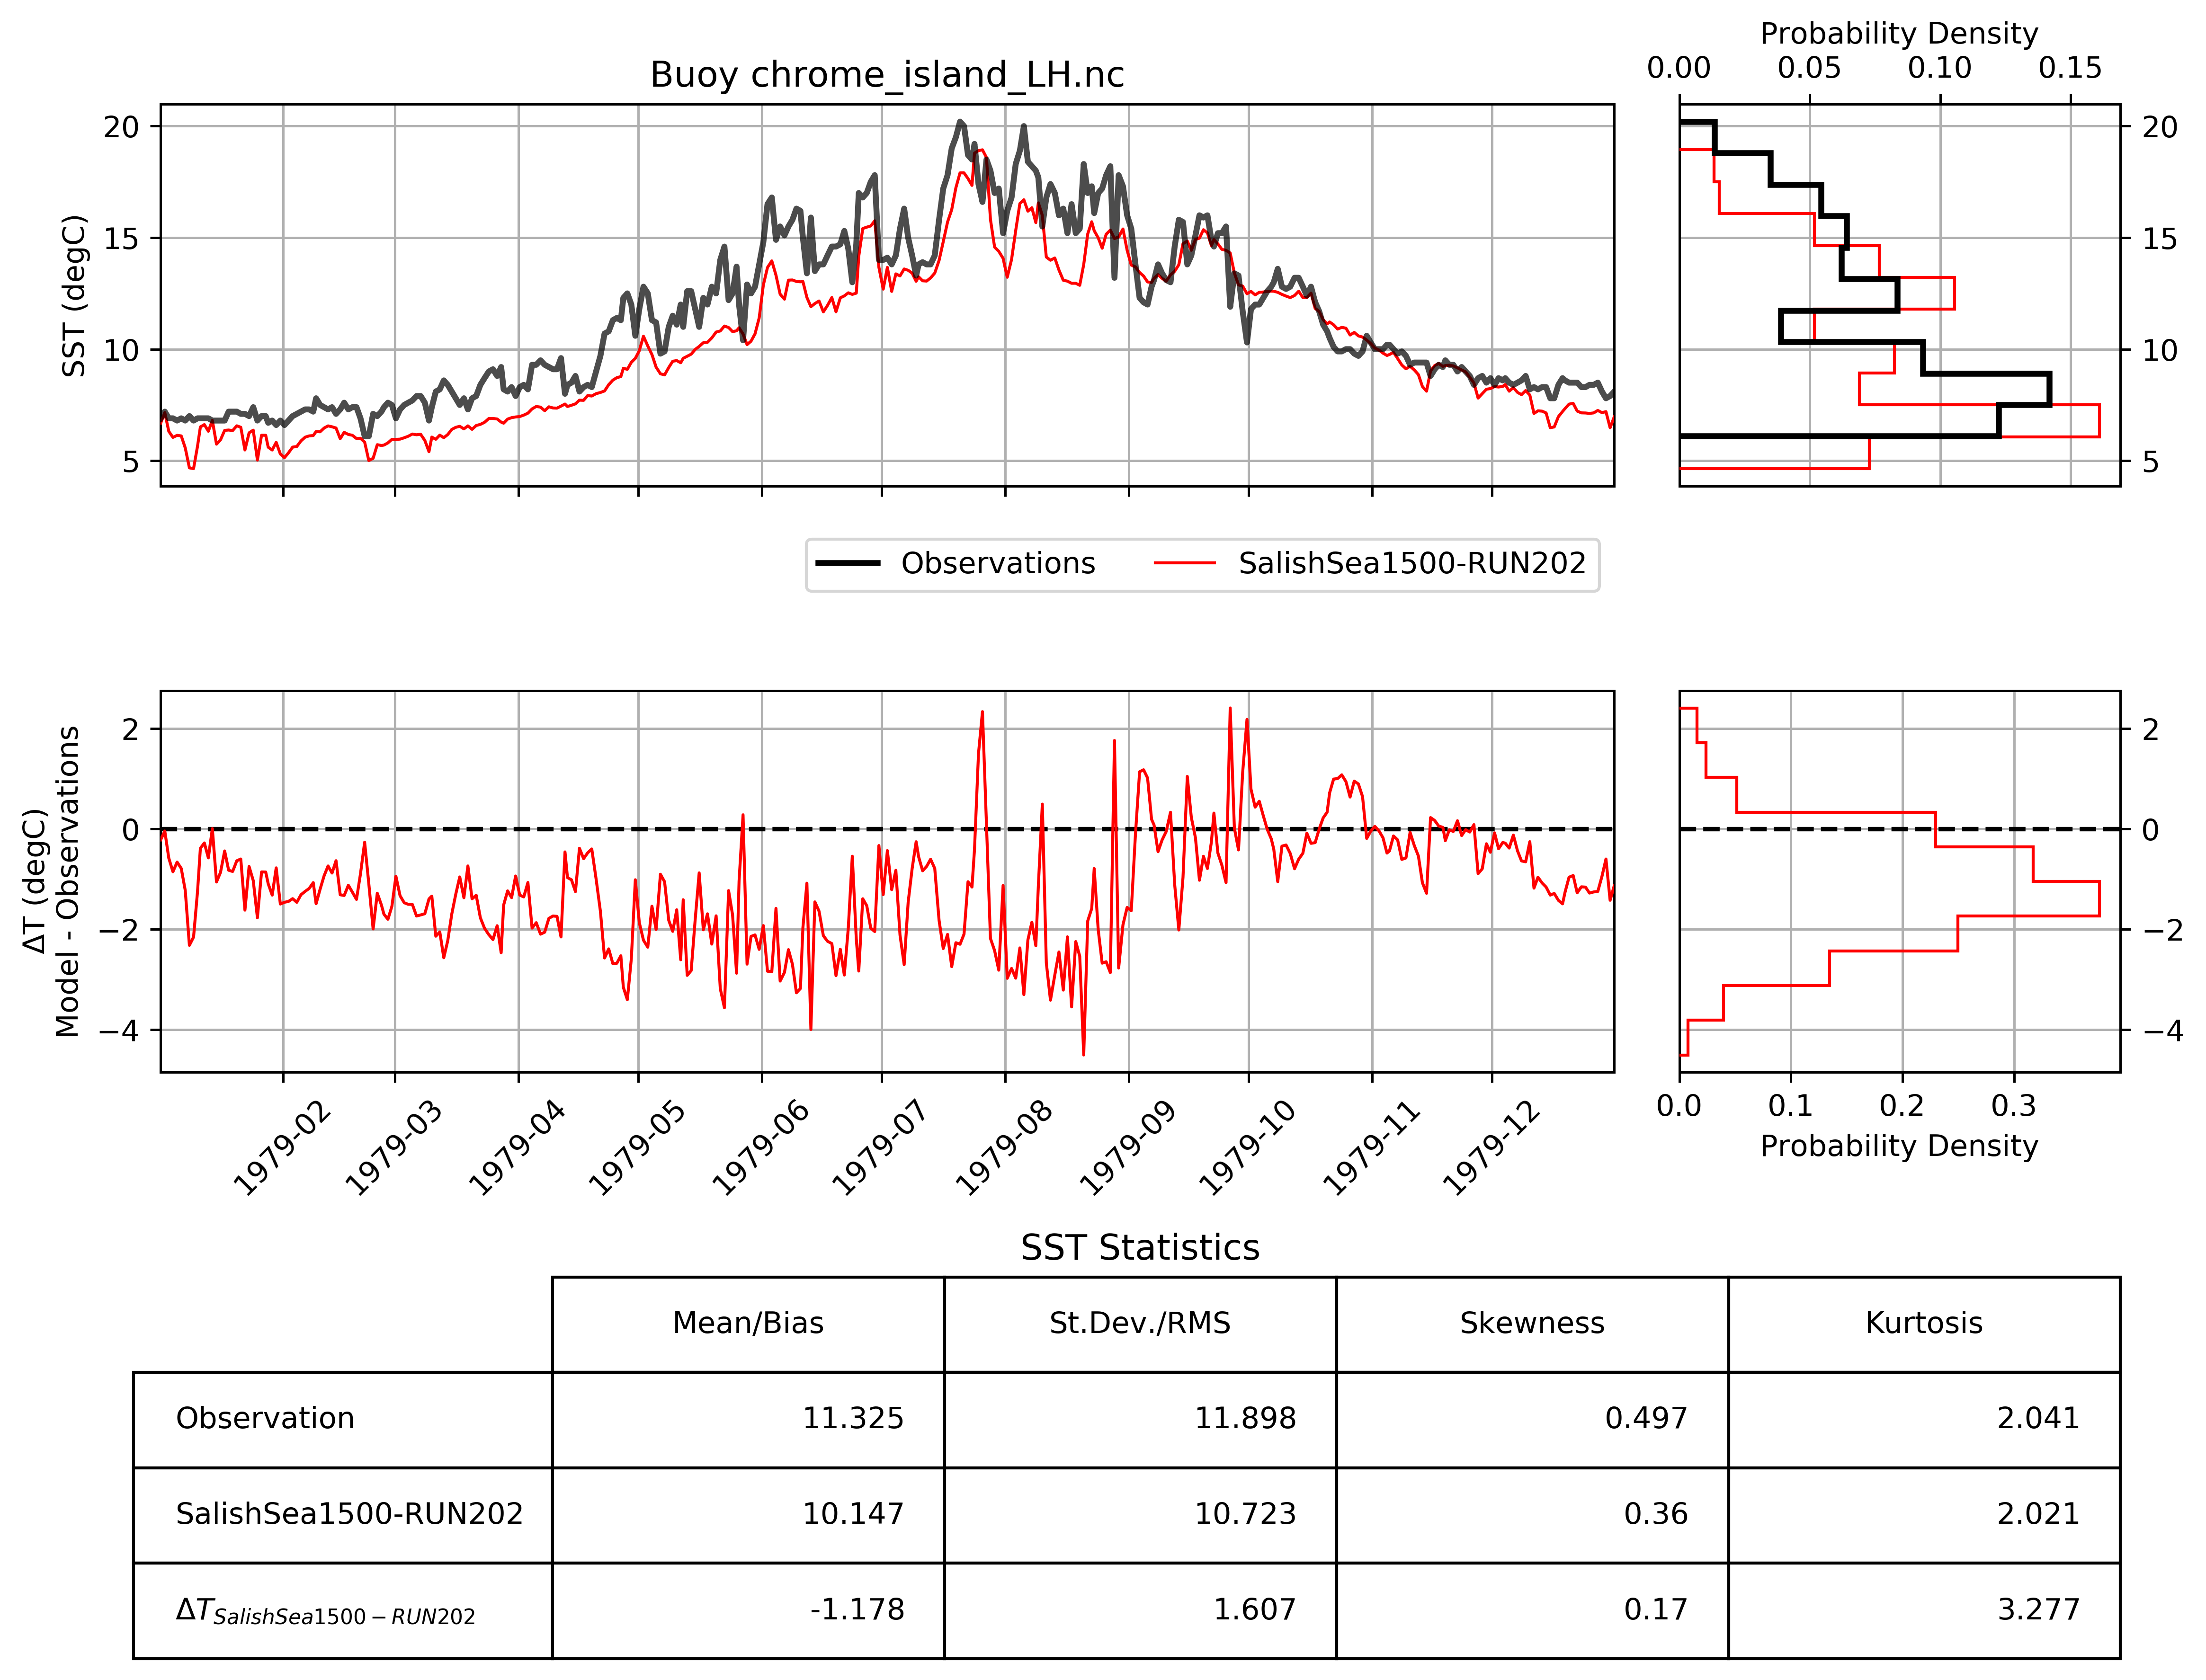 Probability Density
0.00 0.05 0.10 0.15
Buoy chrome_island_LH.nc
SST (degC)
20
15
10
5
20
15
10
5
Observations SalishSea1500-RUN202
ΔT (degC)
Model - Observations
2
0
−2
−4
2
0
−2
−4
1979-02 1979-03 1979-04 1979-05 1979-06 1979-07 1979-08 1979-09 1979-10 1979-11 1979-12
0.0 0.1 0.2 0.3
Probability Density
SST Statistics
Mean/Bias St.Dev./RMS Skewness Kurtosis
Observation 11.325 11.898 0.497 2.041
SalishSea1500-RUN202 10.147 10.723 0.36 2.021
ΔT SalishSea1500−RUN202 -1.178 1.607 0.17 3.277